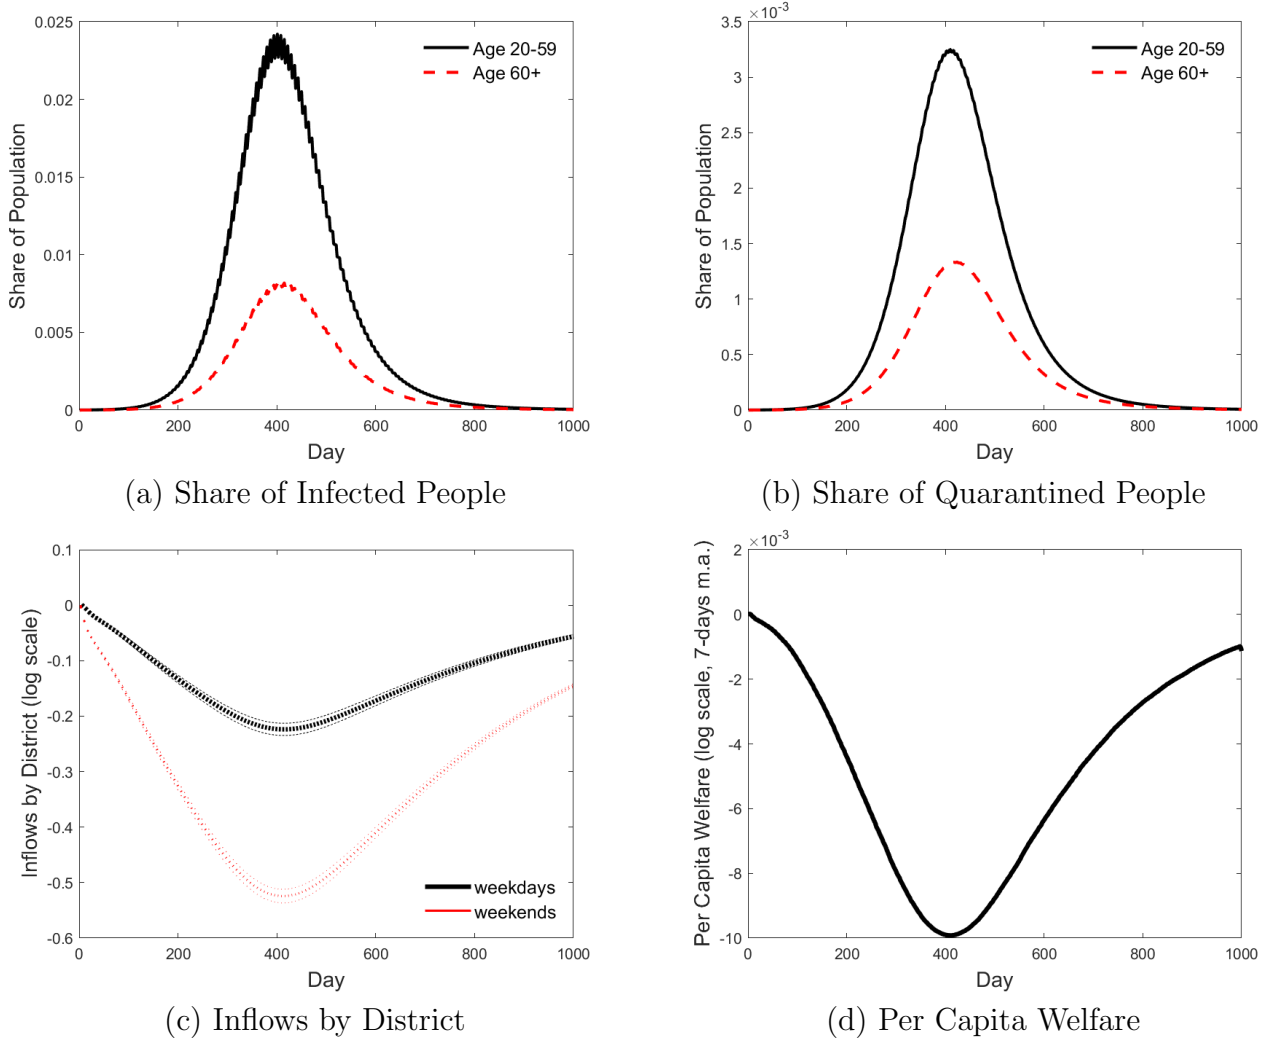 0.025
0.02
0.015
0.01
0.005
0
Share of Population
Age 20-59
Age 60+
0 200 400 600 800 1000
Day
(a) Share of Infected People
×10⁻³
3.5
3
2.5
2
1.5
1
0.5
0
Share of Population
Age 20-59
Age 60+
0 200 400 600 800 1000
Day
(b) Share of Quarantined People
0.1
0
-0.1
-0.2
-0.3
-0.4
-0.5
-0.6
Inflows by District (log scale)
weekdays
weekends
0 200 400 600 800 1000
Day
(c) Inflows by District
×10⁻³
2
0
-2
-4
-6
-8
-10
Per Capita Welfare (log scale, 7-days m.a.)
0 200 400 600 800 1000
Day
(d) Per Capita Welfare